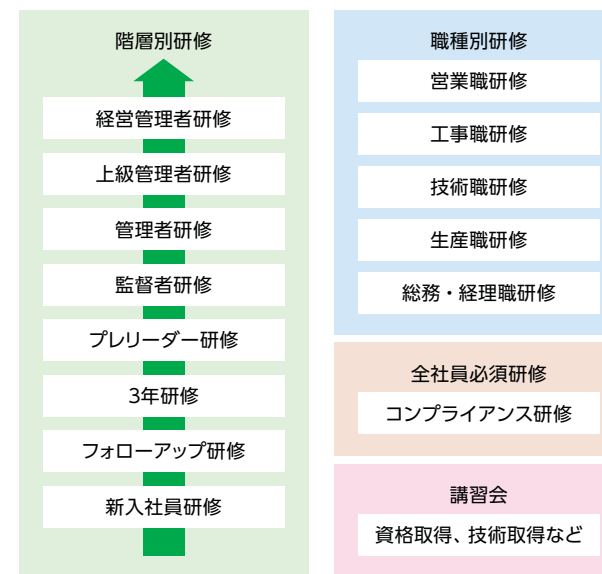 階層別研修
経営管理者研修
上級管理者研修
管理者研修
監督者研修
プレリーダー研修
3年研修
フォローアップ研修
新入社員研修
職種別研修
営業職研修
工事職研修
技術職研修
生産職研修
総務・経理職研修
全社員必須研修
コンプライアンス研修
講習会
資格取得、技術取得など